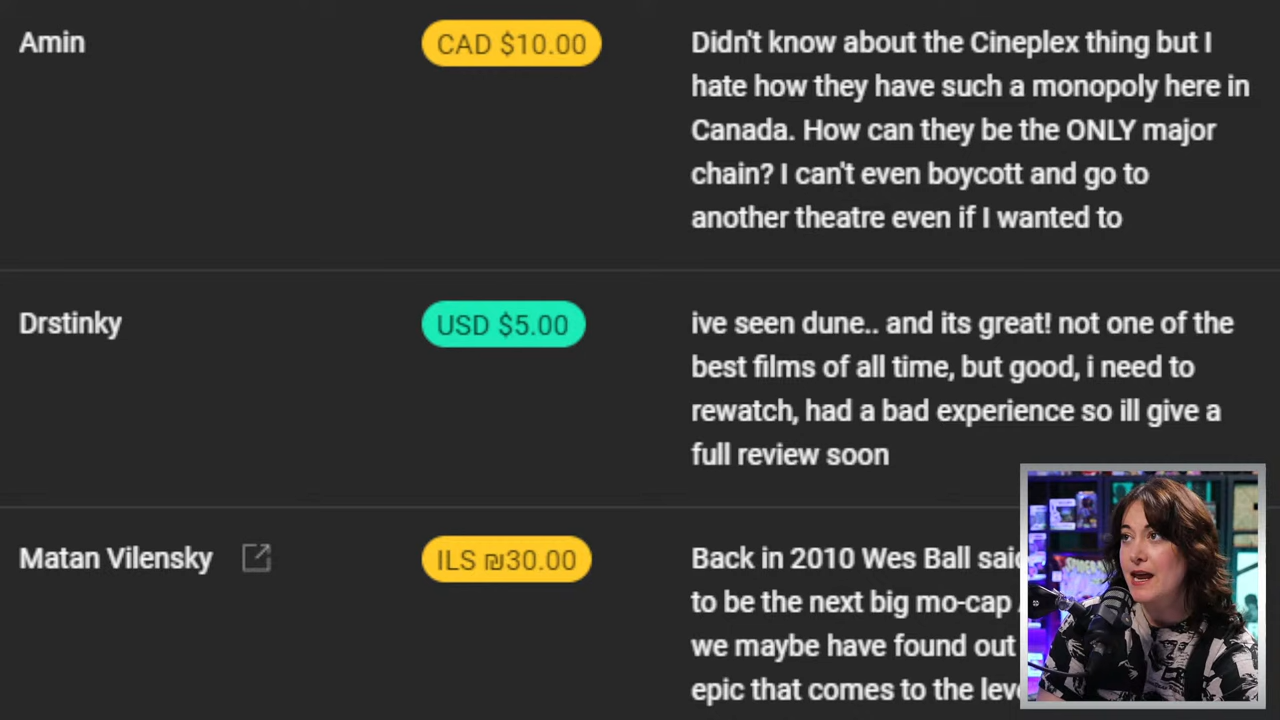 Amin
CAD $10.00
Didn't know about the Cineplex thing but I
hate how they have such a monopoly here in
Canada. How can they be the ONLY major
chain? I can't even boycott and go to
another theatre even if I wanted to
Drstinky
USD $5.00
ive seen dune.. and its great! not one of the
best films of all time, but good, i need to
rewatch, had a bad experience so ill give a
full review soon
Matan Vilensky
ILS ₪30.00
Back in 2010 Wes Ball said
to be the next big mo-cap
we maybe have found out
epic that comes to the